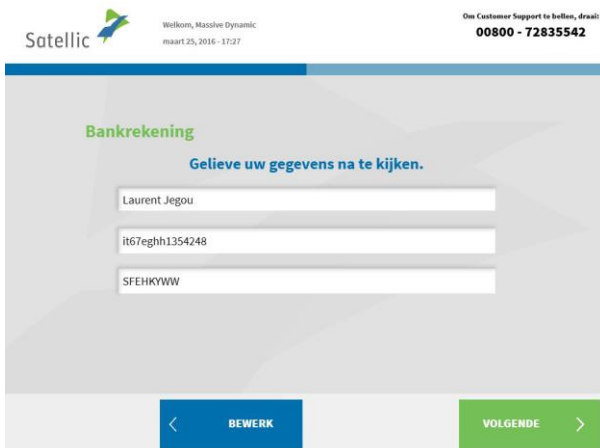 Satellic
Welkom, Massive Dynamic
maart 25, 2016 - 17:27
Om Customer Support te bellen, draai:
00800 - 72835542
Bankrekening
Gelieve uw gegevens na te kijken.
Laurent Jegou
it67eghh1354248
SFEHKYWW
BEWERK
VOLGENDE